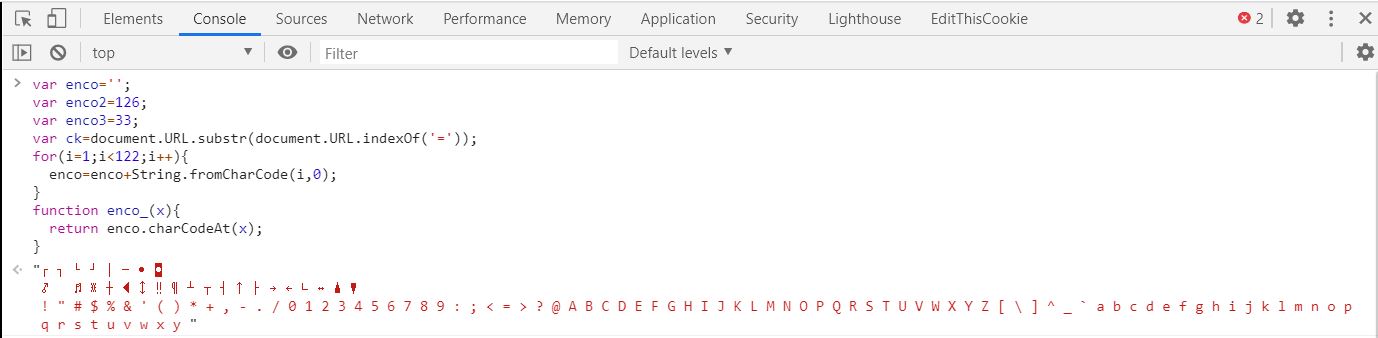 Elements Console Sources Network Performance Memory Application Security Lighthouse EditThisCookie 2
top Filter Default levels
var enco='';
var enco2=126;
var enco3=33;
var ck=document.URL.substr(document.URL.indexOf('='));
for(i=1;i<122;i++){
  enco=enco+String.fromCharCode(i,0);
}
function enco_(x){
  return enco.charCodeAt(x);
}
"┌ ┐ └ ┘ │ ─ • ◘
♂ ♬ ※ ┼ ◀ ↕ ‼ ¶ ┴ ┬ ┤ ↑ ├ → ← ∟ ↔ ▲ ▼
! " # $ % & ' ( ) * + , - . / 0 1 2 3 4 5 6 7 8 9 : ; < = > ? @ A B C D E F G H I J K L M N O P Q R S T U V W X Y Z [ \ ] ^ _ ` a b c d e f g h i j k l m n o p
q r s t u v w x y "